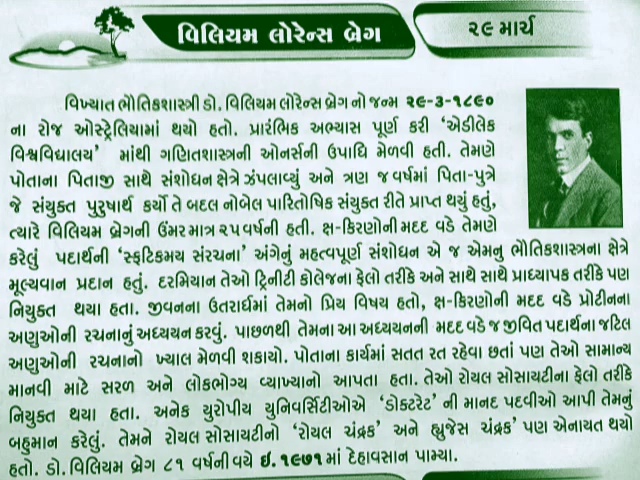 વિલિયમ લોરેન્સ બ્રેગ
૨૯ માર્ચ
વિખ્યાત ભૌતિકશાસ્ત્રી ડો. વિલિયમ લોરેન્સ બ્રેગ નો જન્મ ૨૯-૩-૧૮૯૦
ના રોજ ઓસ્ટ્રેલિયામાં થયો હતો. પ્રારંભિક અભ્યાસ પૂર્ણ કરી ‘એડીલેક
વિશ્વવિદ્યાલય’ માંથી ગણિતશાસ્ત્રની ઓનર્સની ઉપાધિ મેળવી હતી. તેમણે
પોતાના પિતાજી સાથે સંશોધન ક્ષેત્રે ઝંપલાવ્યું અને ત્રણ જ વર્ષમાં પિતા-પુત્રે
જે સંયુક્ત પુરુષાર્થ કર્યો તે બદલ નોબેલ પારિતોષિક સંયુક્ત રીતે પ્રાપ્ત થયું હતું,
ત્યારે વિલિયમ બ્રેગની ઉંમર માત્ર ૨૫ વર્ષની હતી. ક્ષ-કિરણોની મદદ વડે તેમણે
કરેલું પદાર્થની ‘સ્ફટિકમય સંરચના’ અંગેનું મહત્વપૂર્ણ સંશોધન એ જ એમનુ ભૌતિકશાસ્ત્રના ક્ષેત્રે
મૂલ્યવાન પ્રદાન હતું. દરમિયાન તેઓ ટ્રિનીટી કોલેજના ફેલો તરીકે અને સાથે સાથે પ્રાધ્યાપક તરીકે પણ
નિયુક્ત થયા હતા. જીવનના ઉતરાર્ધમાં તેમનો પ્રિય વિષય હતો, ક્ષ-કિરણોની મદદ વડે પ્રોટીનના
અણુઓની રચનાનું અધ્યયન કરવું. પાછળથી તેમના આ અધ્યયનની મદદ વડે જ જીવિત પદાર્થના જટિલ
અણુઓની રચનાનો ખ્યાલ મેળવી શકાયો. પોતાના કાર્યમાં સતત રત રહેવા છતાં પણ તેઓ સામાન્ય
માનવી માટે સરળ અને લોકભોગ્ય વ્યાખ્યાનો આપતા હતા. તેઓ રોયલ સોસાયટીના ફેલો તરીકે
નિયુક્ત થયા હતા. અનેક યુરોપીય યુનિવર્સિટીઓએ ‘ડોક્ટરેટ’ ની માનદ પદવીઓ આપી તેમનું
બહુમાન કરેલું. તેમને રોયલ સોસાયટીનો ‘રોયલ ચંદ્રક’ અને હ્યુજેસ ચંદ્રક’ પણ એનાયત થયો
હતો. ડો. વિલિયમ બ્રેગ ૮૧ વર્ષની વયે ઇ. ૧૯૭૧ માં દેહાવસાન પામ્યા.